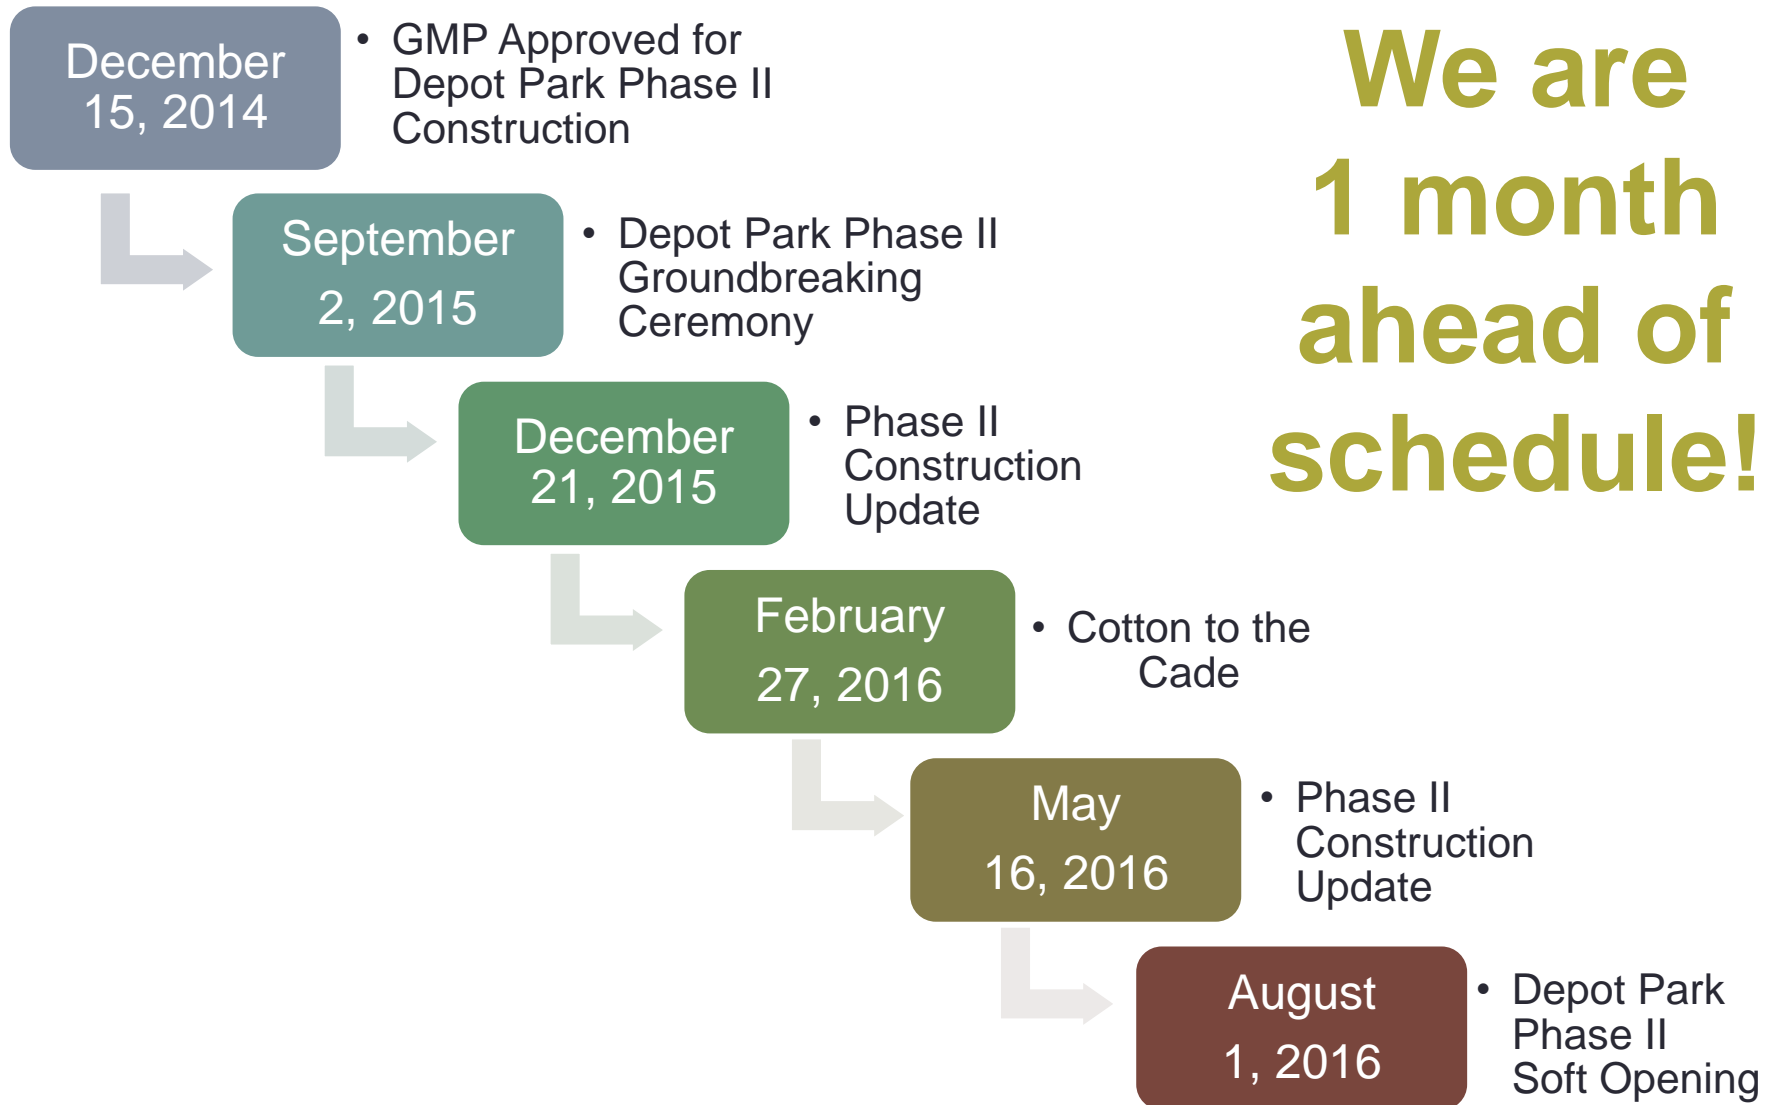 December
15, 2014
• GMP Approved for
Depot Park Phase II
Construction
We are
1 month
ahead of
schedule!
September
2, 2015
• Depot Park Phase II
Groundbreaking
Ceremony
December
21, 2015
• Phase II
Construction
Update
February
27, 2016
• Cotton to the
Cade
May
16, 2016
• Phase II
Construction
Update
August
1, 2016
• Depot Park
Phase II
Soft Opening